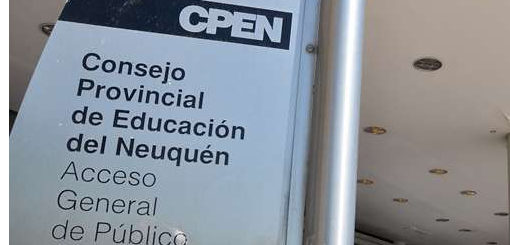 CPEN
Consejo
Provincial
de Educación
del Neuquén
Acceso
General
de Público